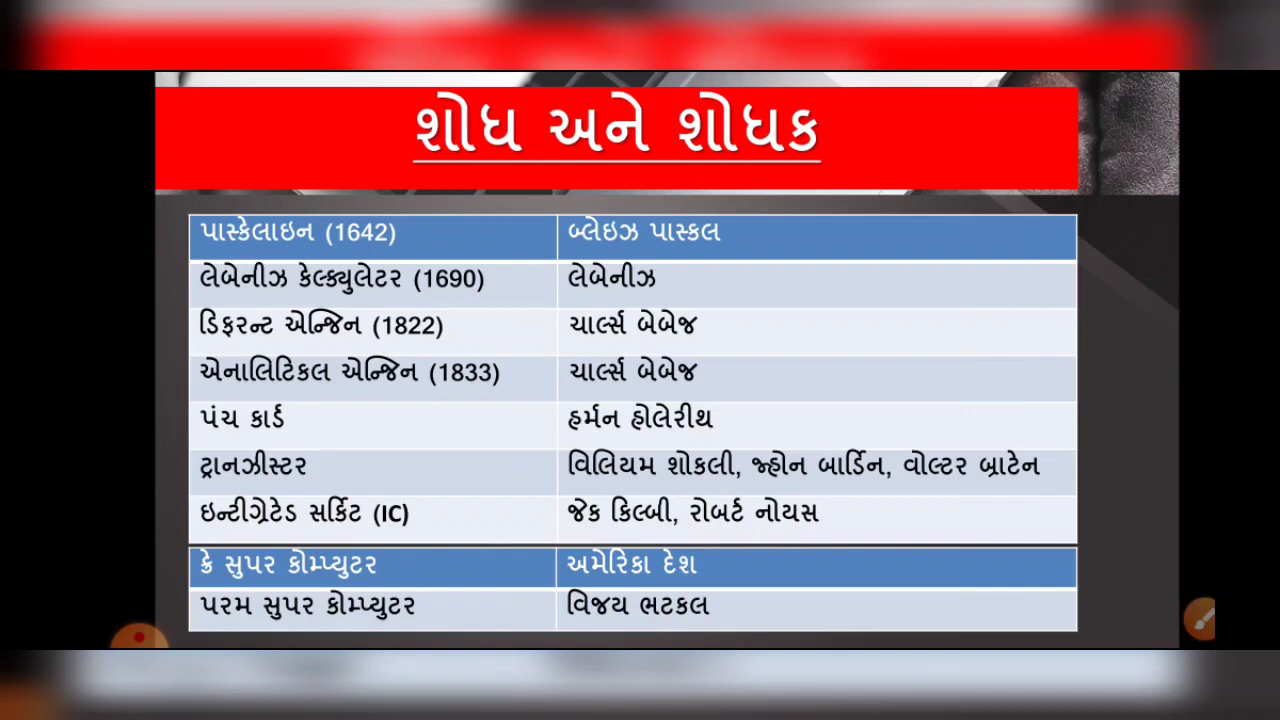 શોધ અને શોધક
પાસ્કેલાઇન (1642) બ્લેઇઝ પાસ્કલ
લેબેનીઝ કેલ્ક્યુલેટર (1690) લેબેનીઝ
ડિફરન્ટ એન્જિન (1822) ચાર્લ્સ બેબેજ
એનાલિટિકલ એન્જિન (1833) ચાર્લ્સ બેબેજ
પંચ કાર્ડ હર્મન હોલેરીથ
ટ્રાનઝીસ્ટર વિલિયમ શોકલી, જ્હોન બાર્ડિન, વોલ્ટર બ્રાટેન
ઇન્ટીગ્રેટેડ સર્કિટ (IC) જેક કિલ્બી, રોબર્ટ નોયસ
ક્રે સુપર કોમ્પ્યુટર અમેરિકા દેશ
પરમ સુપર કોમ્પ્યુટર વિજય ભટકલ